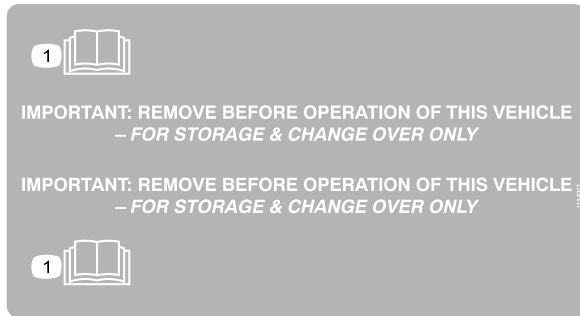 1
IMPORTANT: REMOVE BEFORE OPERATION OF THIS VEHICLE
– FOR STORAGE & CHANGE OVER ONLY
IMPORTANT: REMOVE BEFORE OPERATION OF THIS VEHICLE
– FOR STORAGE & CHANGE OVER ONLY
1